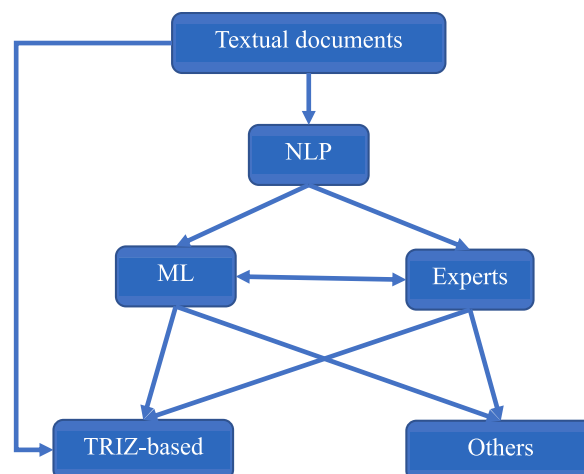 Textual documents
NLP
ML
Experts
TRIZ-based
Others